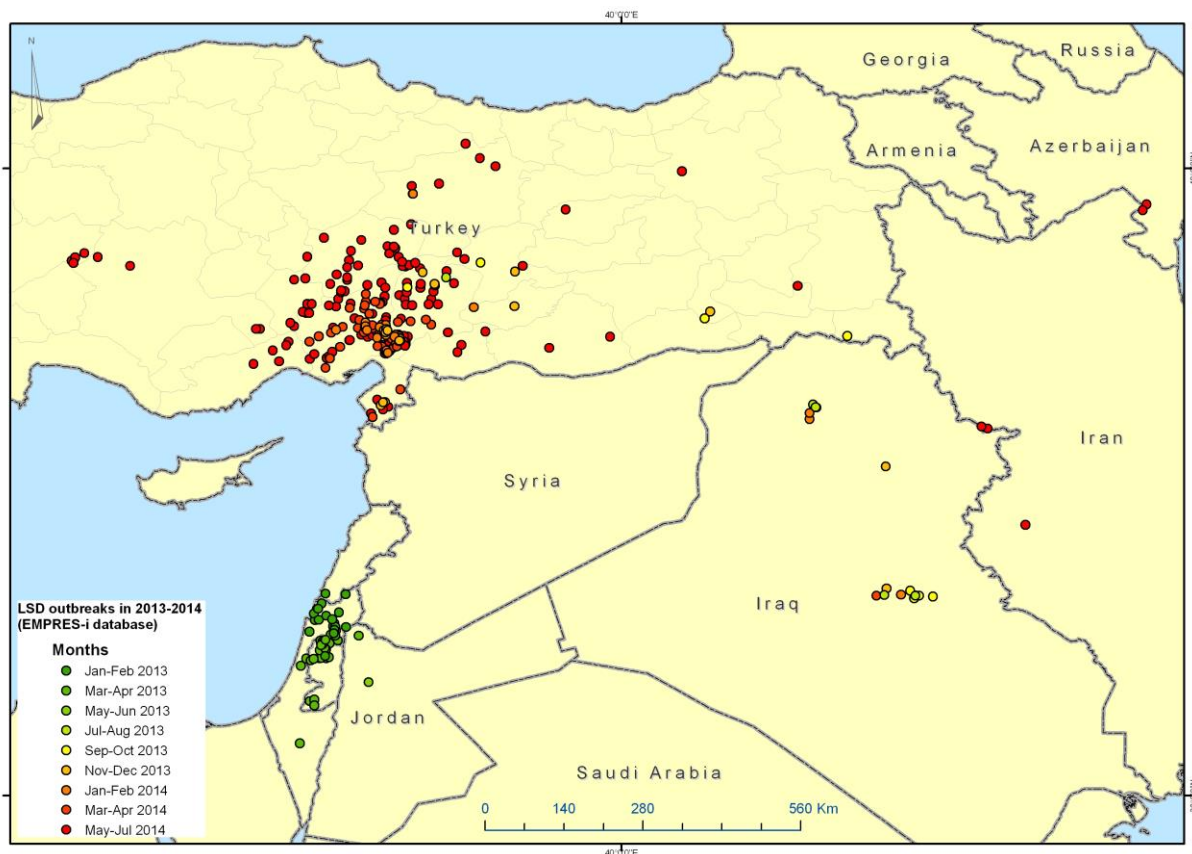 40°0'0"E
N
Russia
Georgia
Armenia
Azerbaijan
Turkey
Iran
Syria
Iraq
Jordan
Saudi Arabia
LSD outbreaks in 2013-2014
(EMPRES-i database)
Months
Jan-Feb 2013
Mar-Apr 2013
May-Jun 2013
Jul-Aug 2013
Sep-Oct 2013
Nov-Dec 2013
Jan-Feb 2014
Mar-Apr 2014
May-Jul 2014
0 140 280 560 Km
40°0'0"E